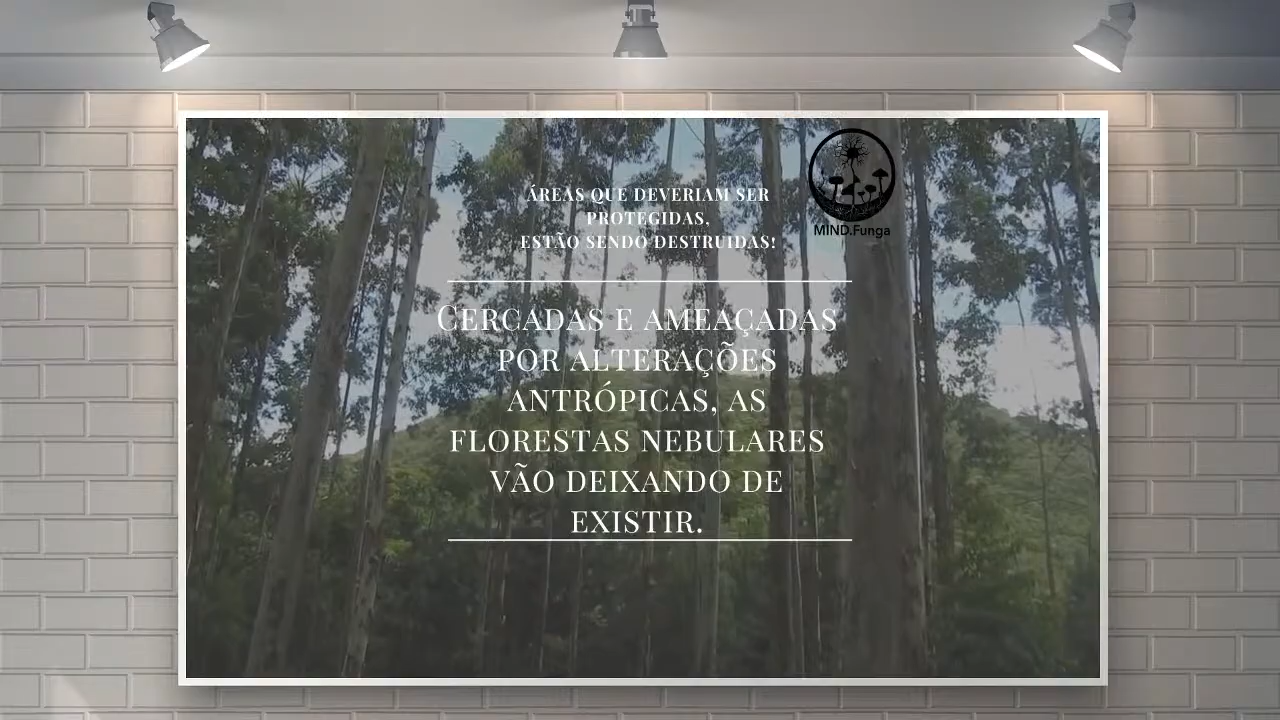 ÁREAS QUE DEVERIAM SER
PROTEGIDAS,
ESTÃO SENDO DESTRUIDAS!
MIND.Funga
CERCADAS E AMEAÇADAS
POR ALTERAÇÕES
ANTRÓPICAS, AS
FLORESTAS NEBULARES
VÃO DEIXANDO DE
EXISTIR.